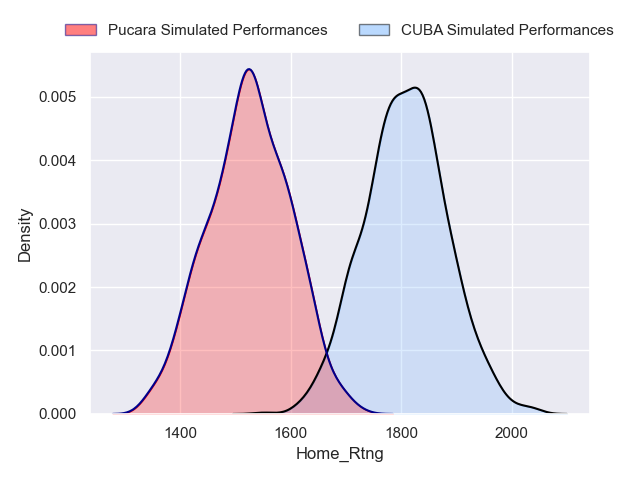 Pucara Simulated Performances CUBA Simulated Performances
0.005
0.004
0.003
0.002
0.001
0.000
Density
1400 1600 1800 2000
Home_Rtng